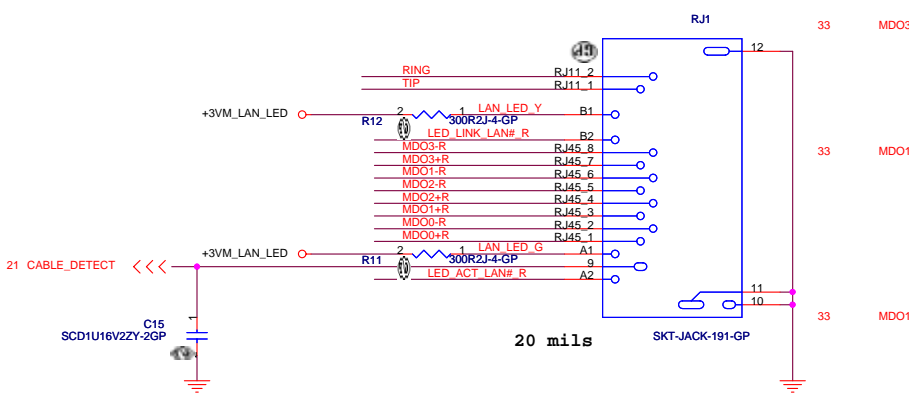 RJ1
33 MDO3
12
RING RJ11_2
TIP RJ11_1
+3VM_LAN_LED 2 1 LAN_LED_Y B1
R12 300R2J-4-GP
LED_LINK_LAN#_R B2
MDO3-R RJ45_8
MDO3+R RJ45_7
33 MDO1
MDO1-R RJ45_6
MDO2-R RJ45_5
MDO2+R RJ45_4
MDO1+R RJ45_3
MDO0-R RJ45_2
MDO0+R RJ45_1
+3VM_LAN_LED 2 1 LAN_LED_G A1
R11 300R2J-4-GP
21 CABLE_DETECT 9
LED_ACT_LAN#_R A2
11
10
33 MDO1
1
C15
SCD1U16V2ZY-2GP
20 mils
SKT-JACK-191-GP